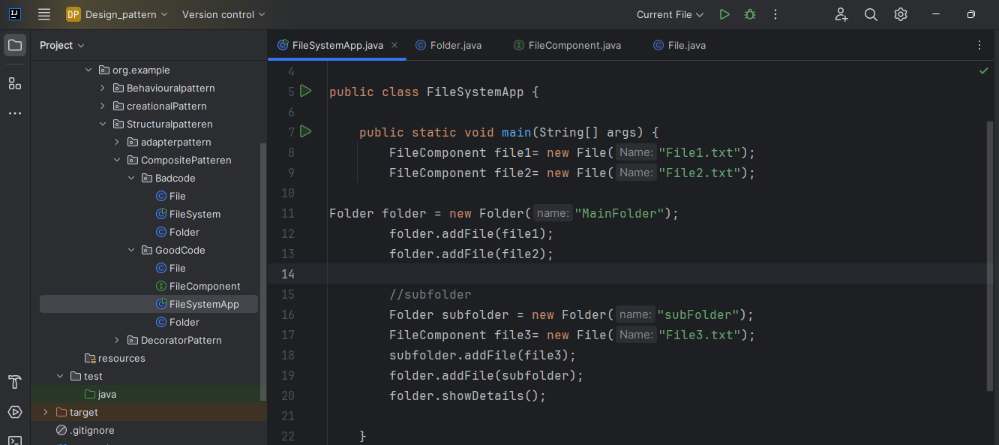 DP Design_pattern Version control Current File
Project
FileSystemApp.java Folder.java FileComponent.java File.java
org.example
Behaviouralpattern
creationalPattern
Structuralpatteren
adapterpattern
CompositePatteren
Badcode
File
FileSystem
Folder
GoodCode
File
FileComponent
FileSystemApp
Folder
DecoratorPattern
resources
test
java
target
.gitignore
4
5 public class FileSystemApp {
6
7 public static void main(String[] args) {
8 FileComponent file1= new File( Name: "File1.txt");
9 FileComponent file2= new File( Name: "File2.txt");
10
11 Folder folder = new Folder( name: "MainFolder");
12 folder.addFile(file1);
13 folder.addFile(file2);
14
15 //subfolder
16 Folder subfolder = new Folder( name: "subFolder");
17 FileComponent file3= new File( Name: "File3.txt");
18 subfolder.addFile(file3);
19 folder.addFile(subfolder);
20 folder.showDetails();
21
22 }